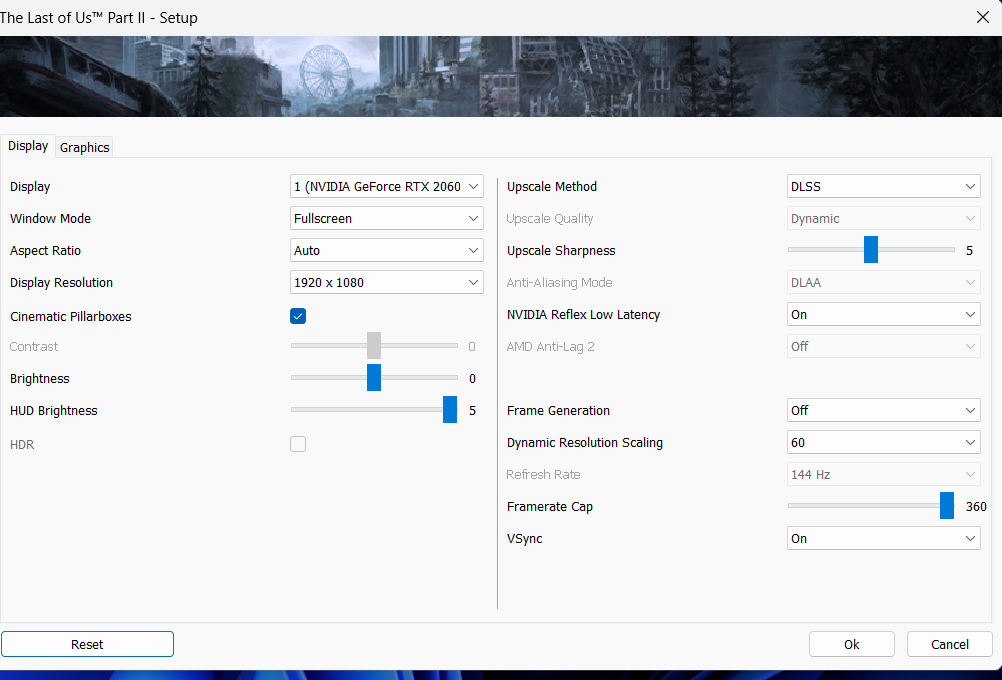 The Last of Us™ Part II - Setup
Display
Graphics
Display
1 (NVIDIA GeForce RTX 2060
Window Mode
Fullscreen
Aspect Ratio
Auto
Display Resolution
1920 x 1080
Cinematic Pillarboxes
Contrast
0
Brightness
0
HUD Brightness
5
HDR
Upscale Method
DLSS
Upscale Quality
Dynamic
Upscale Sharpness
5
Anti-Aliasing Mode
DLAA
NVIDIA Reflex Low Latency
On
AMD Anti-Lag 2
Off
Frame Generation
Off
Dynamic Resolution Scaling
60
Refresh Rate
144 Hz
Framerate Cap
360
VSync
On
Reset
Ok
Cancel